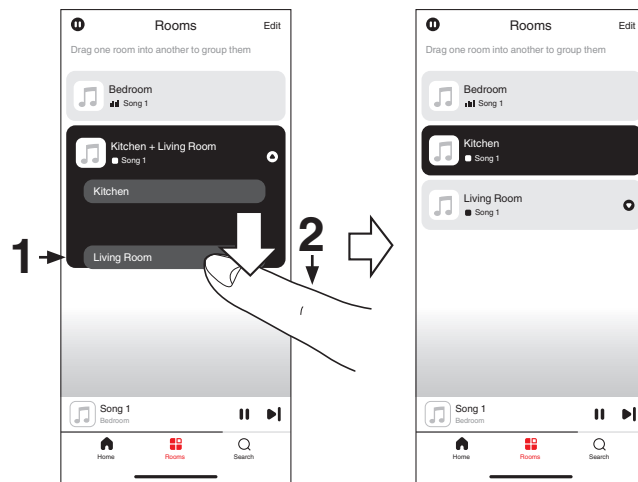 Rooms
Edit
Drag one room into another to group them
Bedroom
Song 1
Kitchen + Living Room
Song 1
Kitchen
Living Room
1
2
Song 1
Bedroom
Home
Rooms
Search
Rooms
Edit
Drag one room into another to group them
Bedroom
Song 1
Kitchen
Song 1
Living Room
Song 1
Song 1
Bedroom
Home
Rooms
Search